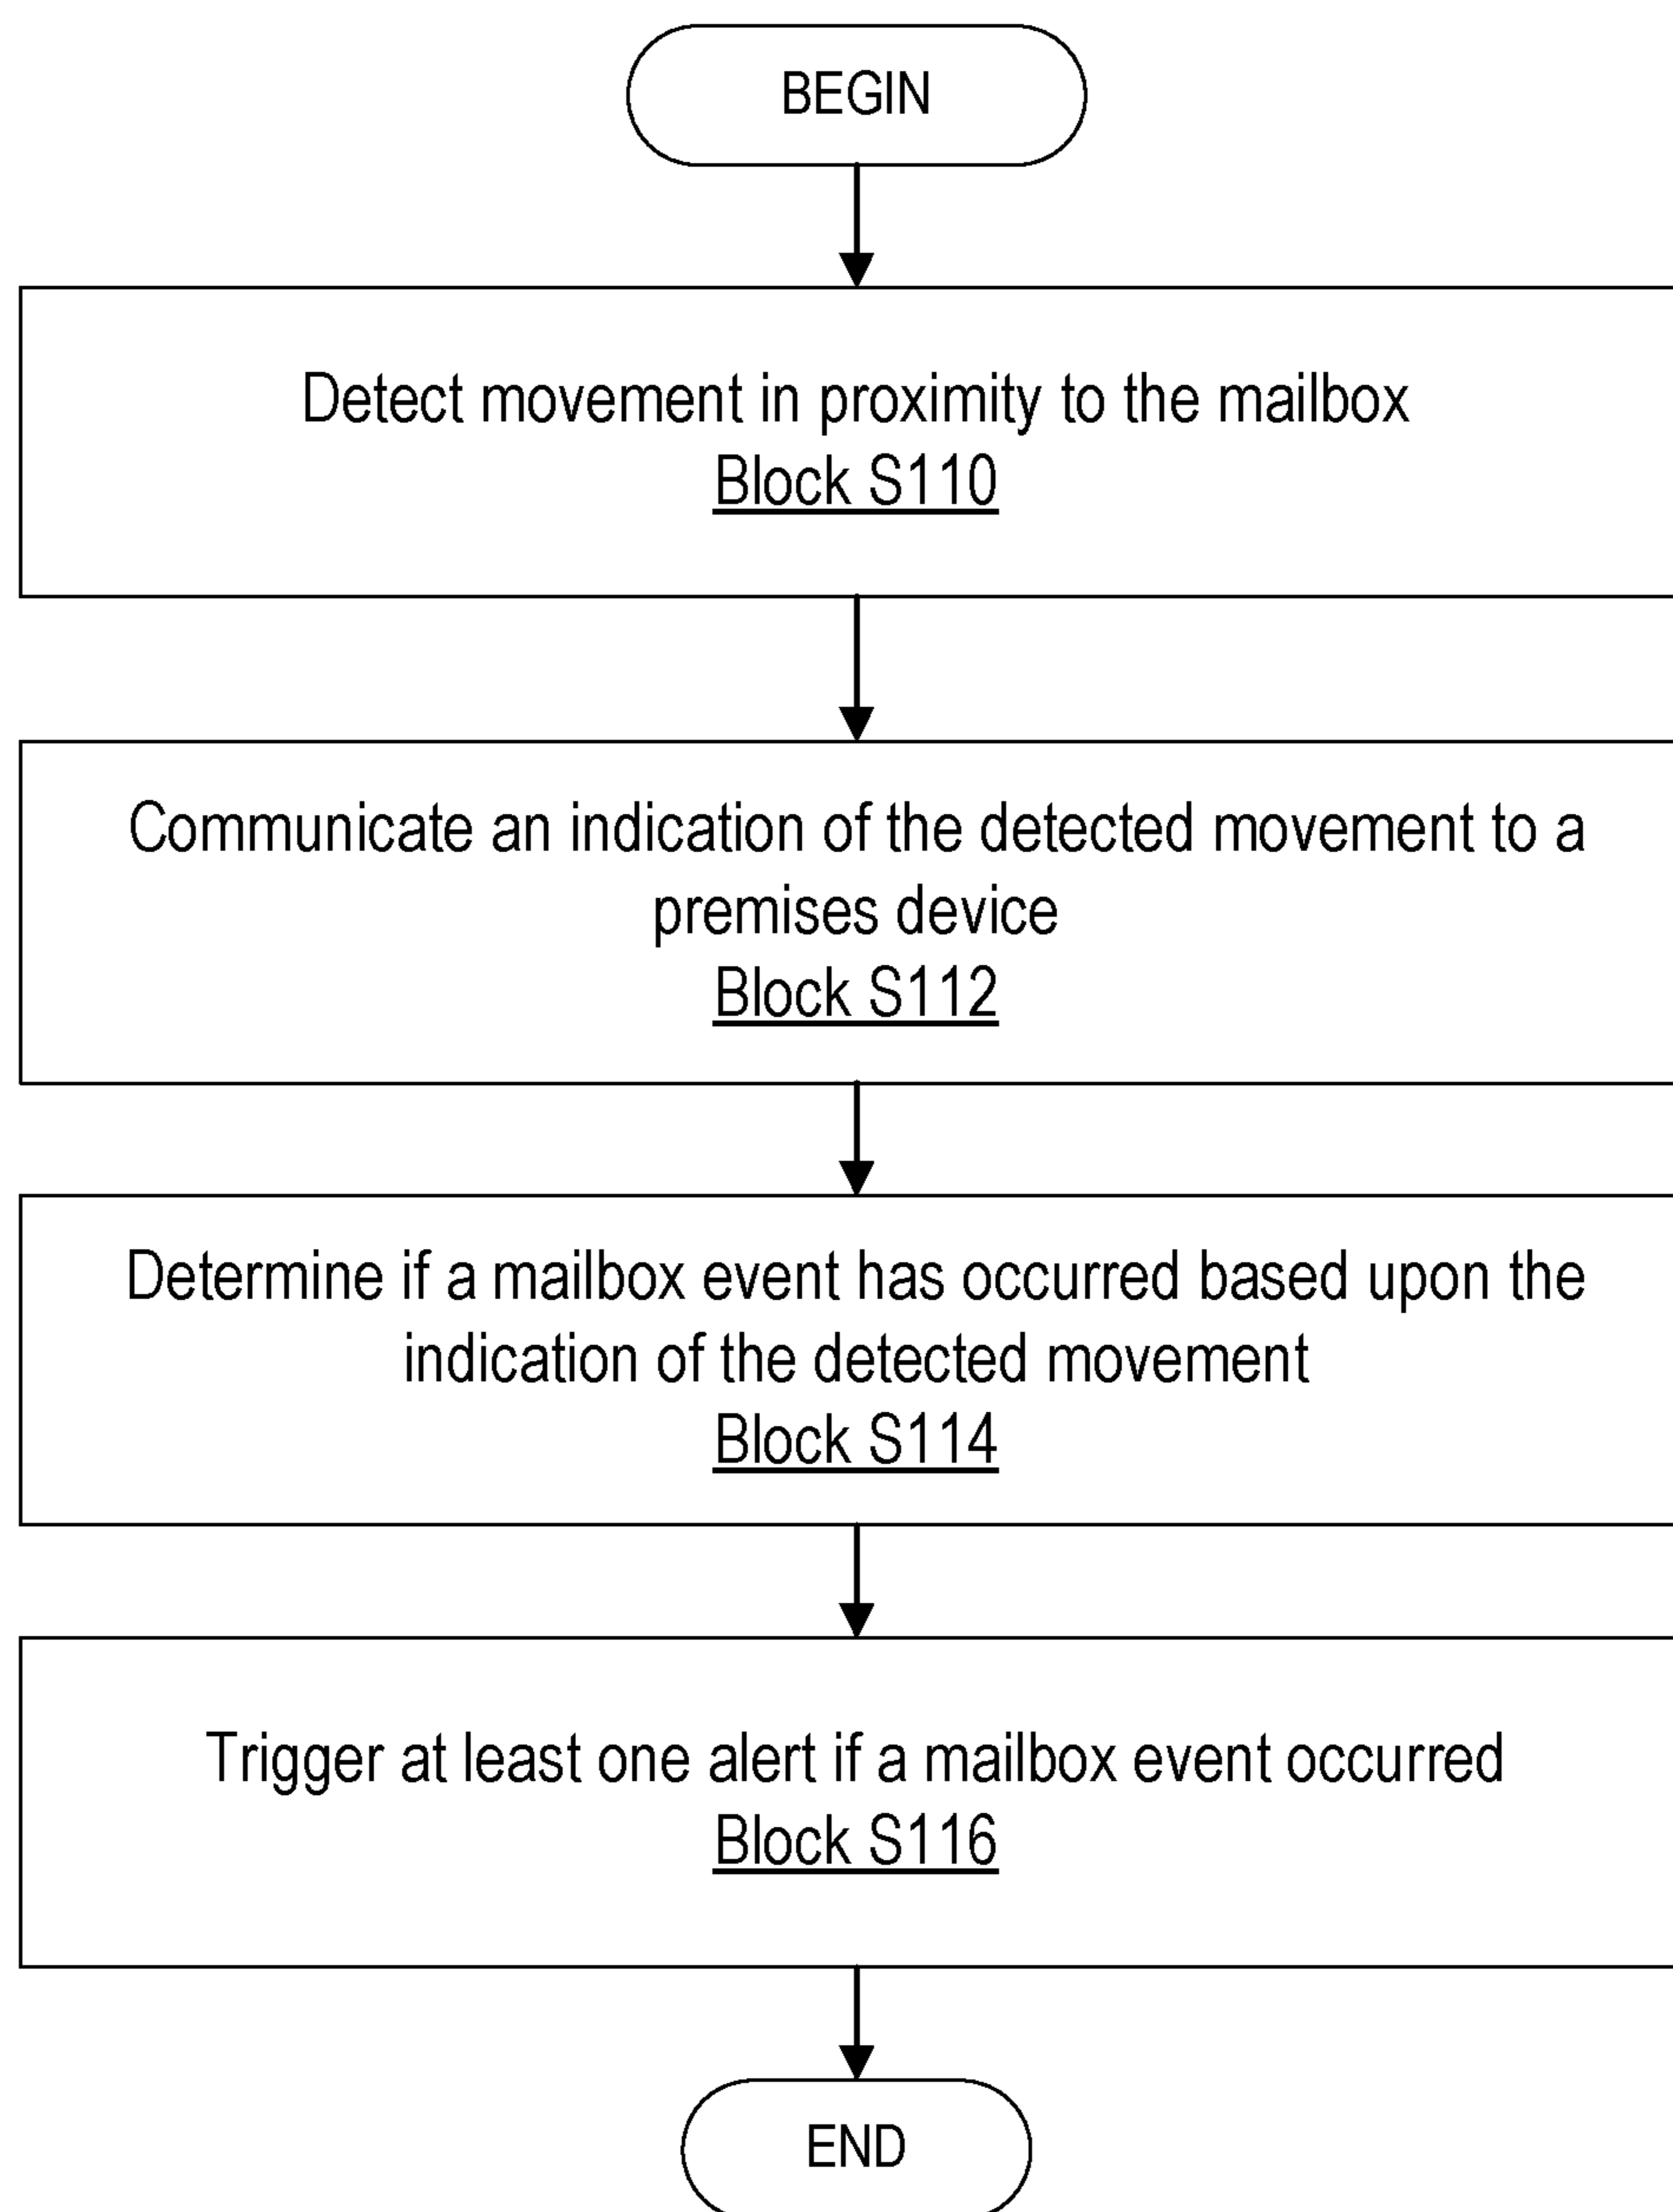 BEGIN
Detect movement in proximity to the mailbox
Block S110
Communicate an indication of the detected movement to a
premises device
Block S112
Determine if a mailbox event has occurred based upon the
indication of the detected movement
Block S114
Trigger at least one alert if a mailbox event occurred
Block S116
END